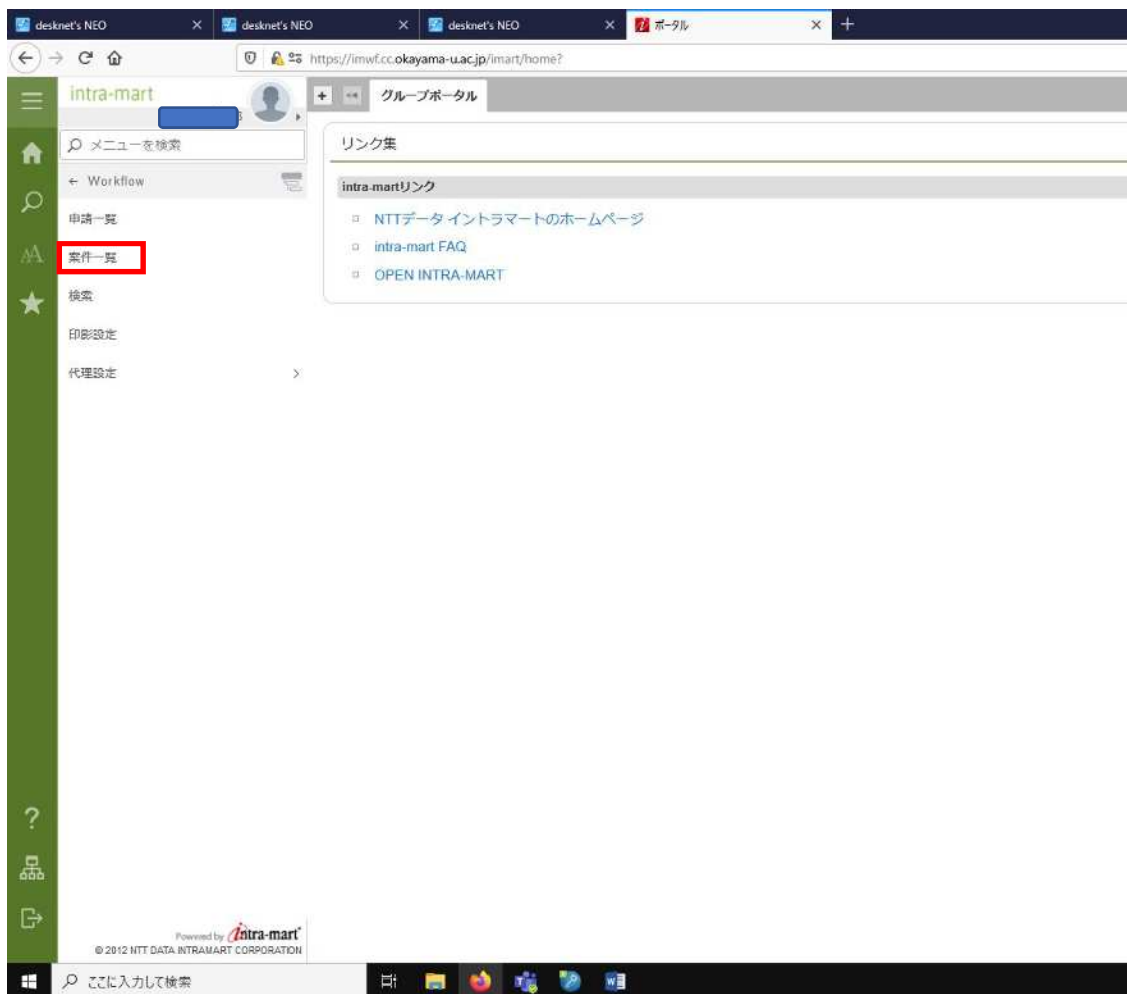 desknet's NEO
desknet's NEO
desknet's NEO
ポータル
https://imwf.cc.okayama-u.ac.jp/imart/home?
intra-mart
グループポータル
メニューを検索
リンク集
← Workflow
intra-martリンク
申請一覧
NTTデータ イントラマートのホームページ
案件一覧
intra-mart FAQ
OPEN INTRA-MART
検索
印影設定
代理設定
Powered by intra-mart
© 2012 NTT DATA INTRAMART CORPORATION
ここに入力して検索